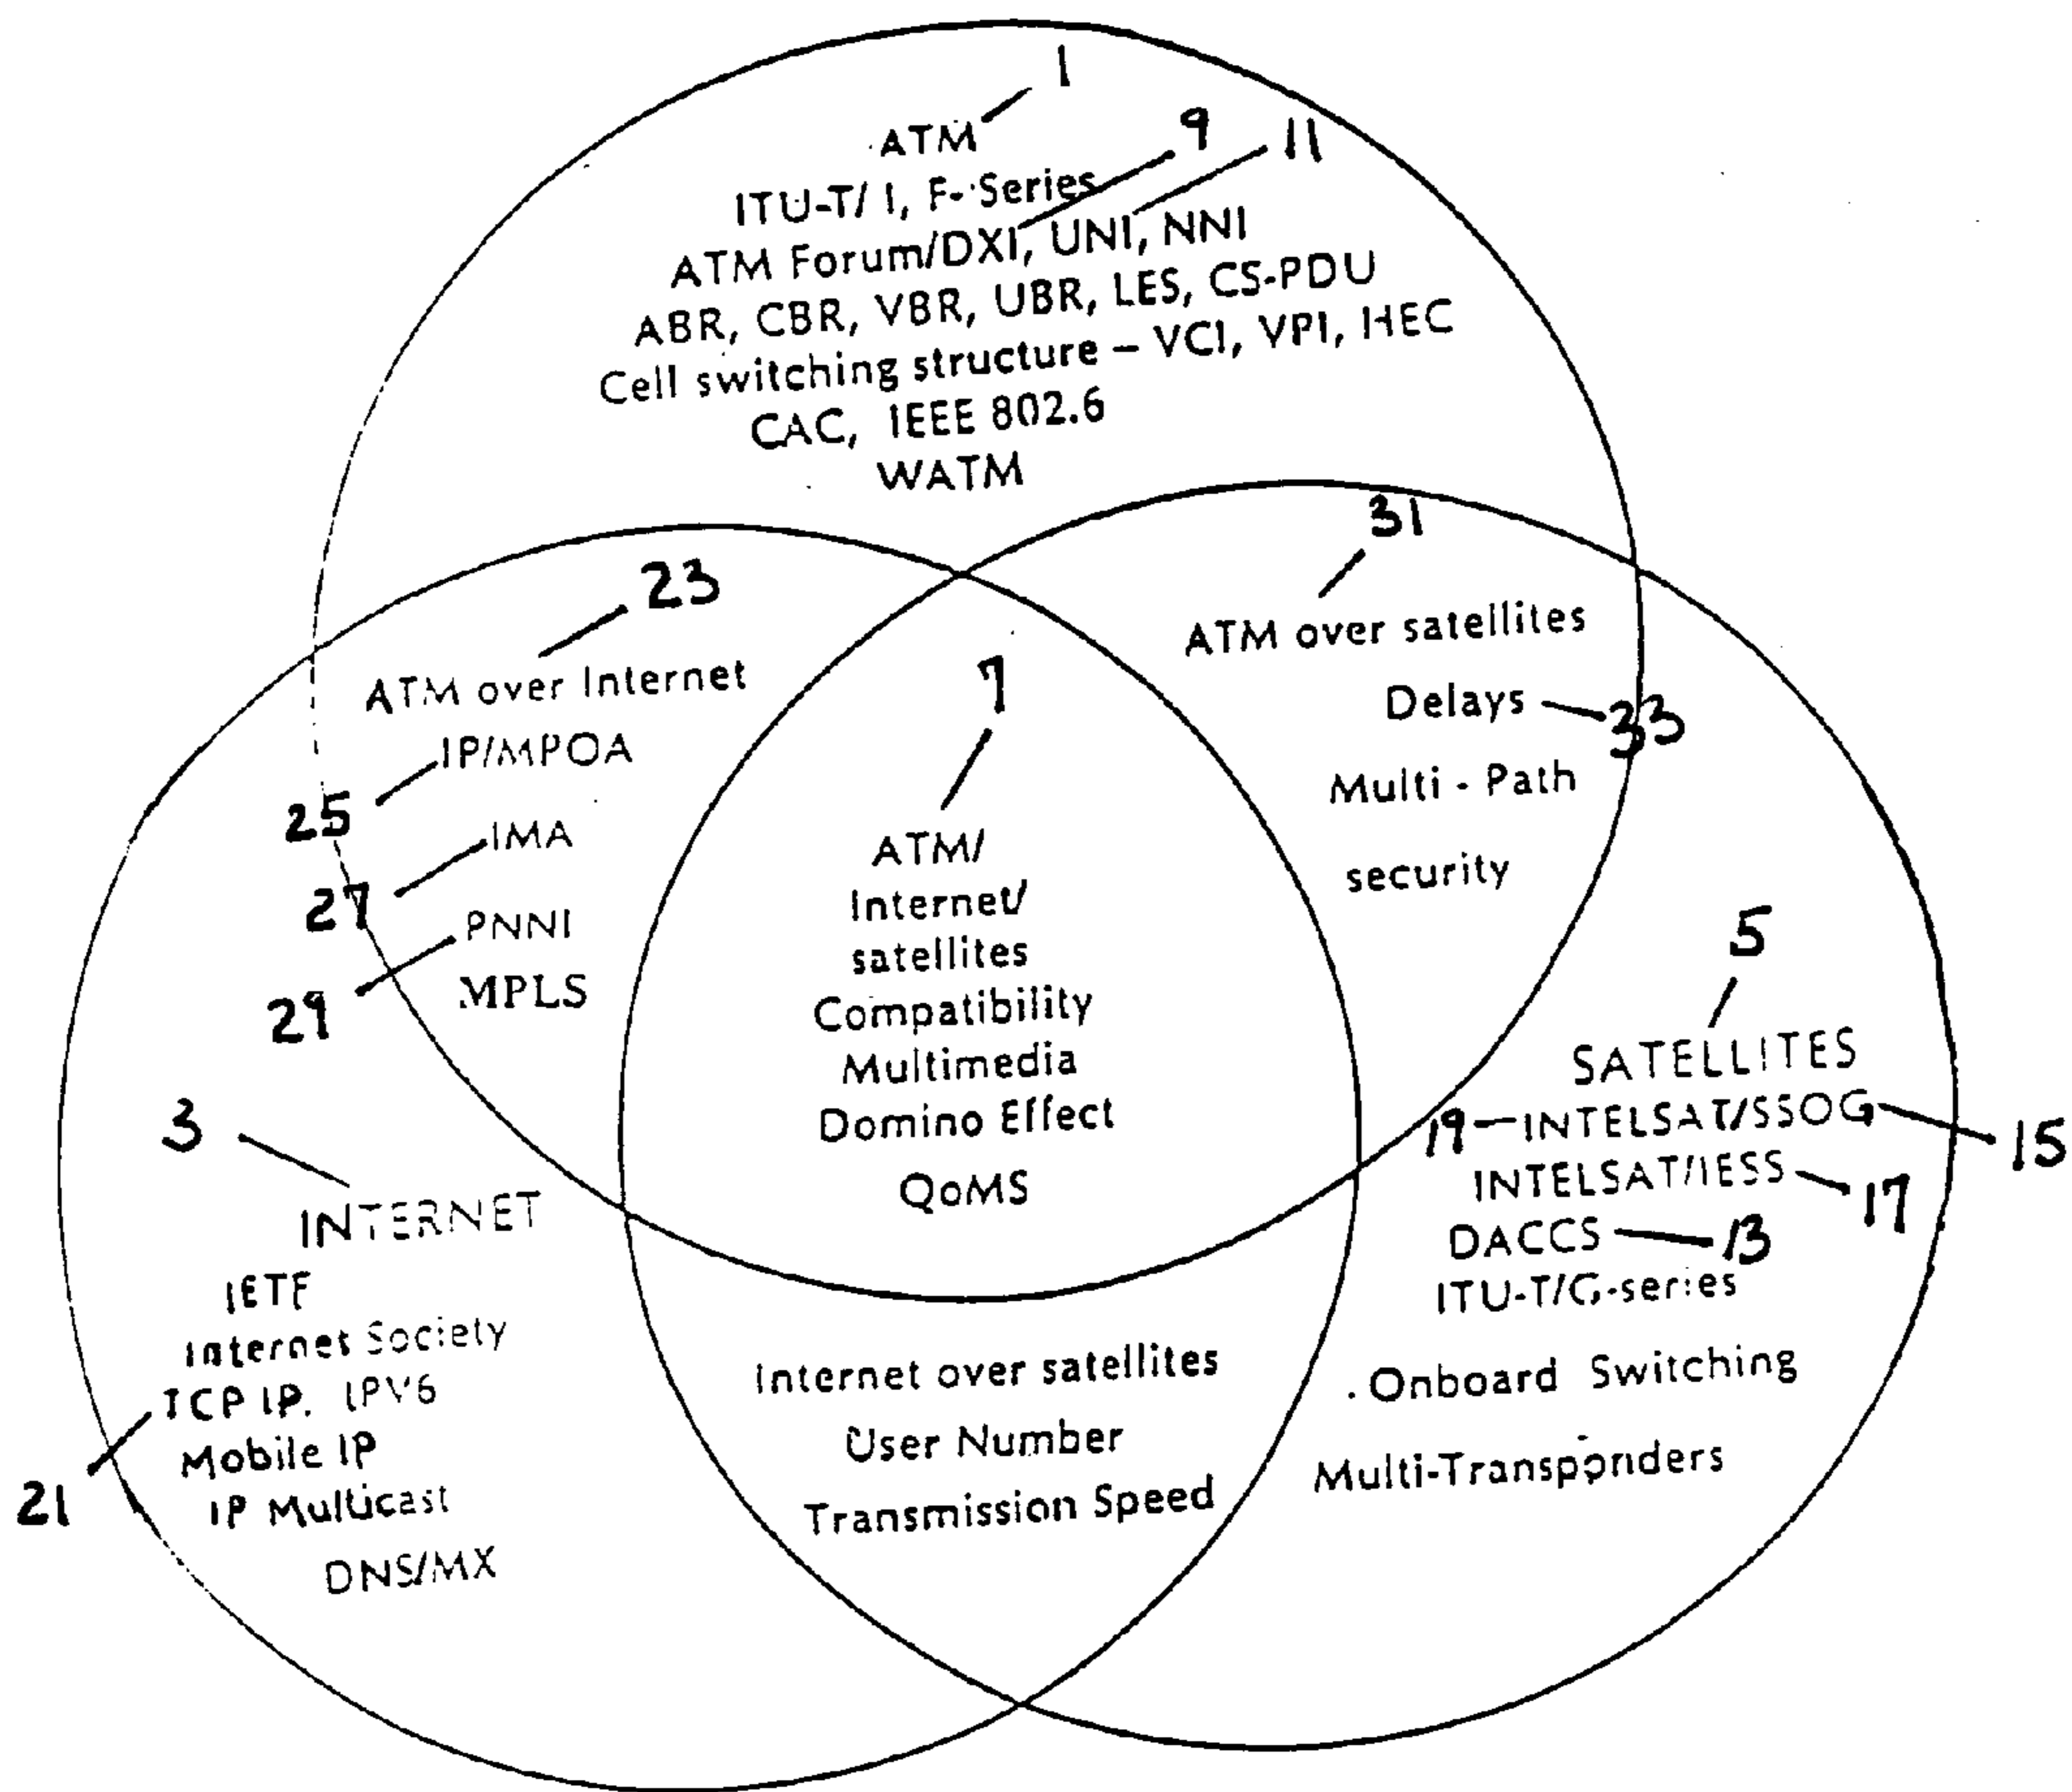 1
ATM
9
11
ITU-T/ I, F- Series
ATM Forum/DXI, UNI, NNI
ABR, CBR, VBR, UBR, LES, CS-PDU
Cell switching structure – VCI, VPI, HEC
CAC, IEEE 802.6
WATM
31
ATM over satellites
Delays
33
Multi - Path
security
23
ATM over Internet
IP/MPOA
25
IMA
27
PNNI
29
MPLS
7
ATM/
Internet/
satellites
Compatibility
Multimedia
Domino Effect
QoMS
5
SATELLITES
19
INTELSAT/SSOG
15
INTELSAT/IESS
17
DACCS
13
ITU-T/G-series
Onboard Switching
Multi-Transponders
3
INTERNET
IETF
Internet Society
TCP IP. IPV6
21
Mobile IP
IP Multicast
DNS/MX
Internet over satellites
User Number
Transmission Speed